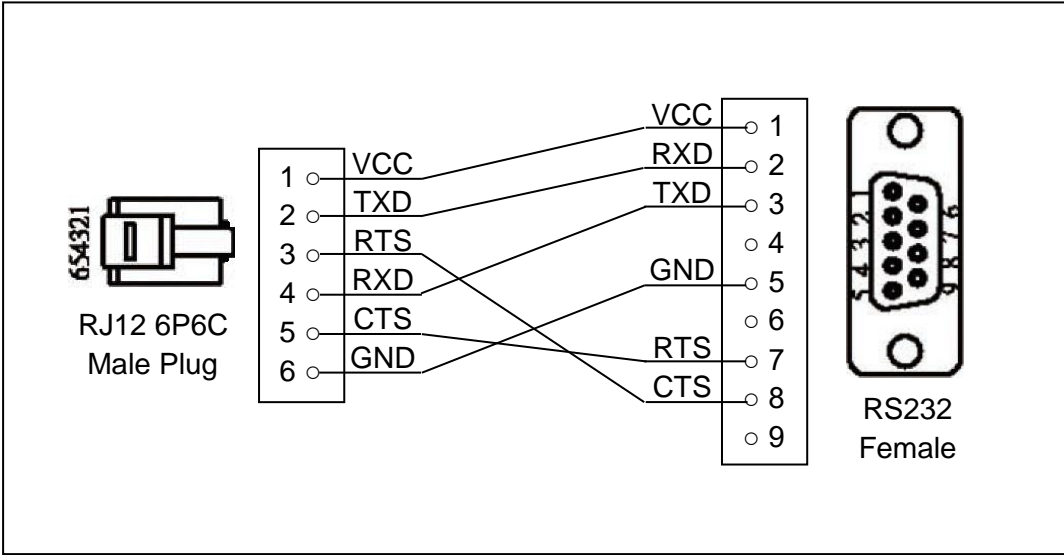 654321
RJ12 6P6C
Male Plug
1 VCC
2 TXD
3 RTS
4 RXD
5 CTS
6 GND
VCC 1
RXD 2
TXD 3
4
GND 5
6
RTS 7
CTS 8
9
1
2
3
4
5
6
7
8
9
RS232
Female